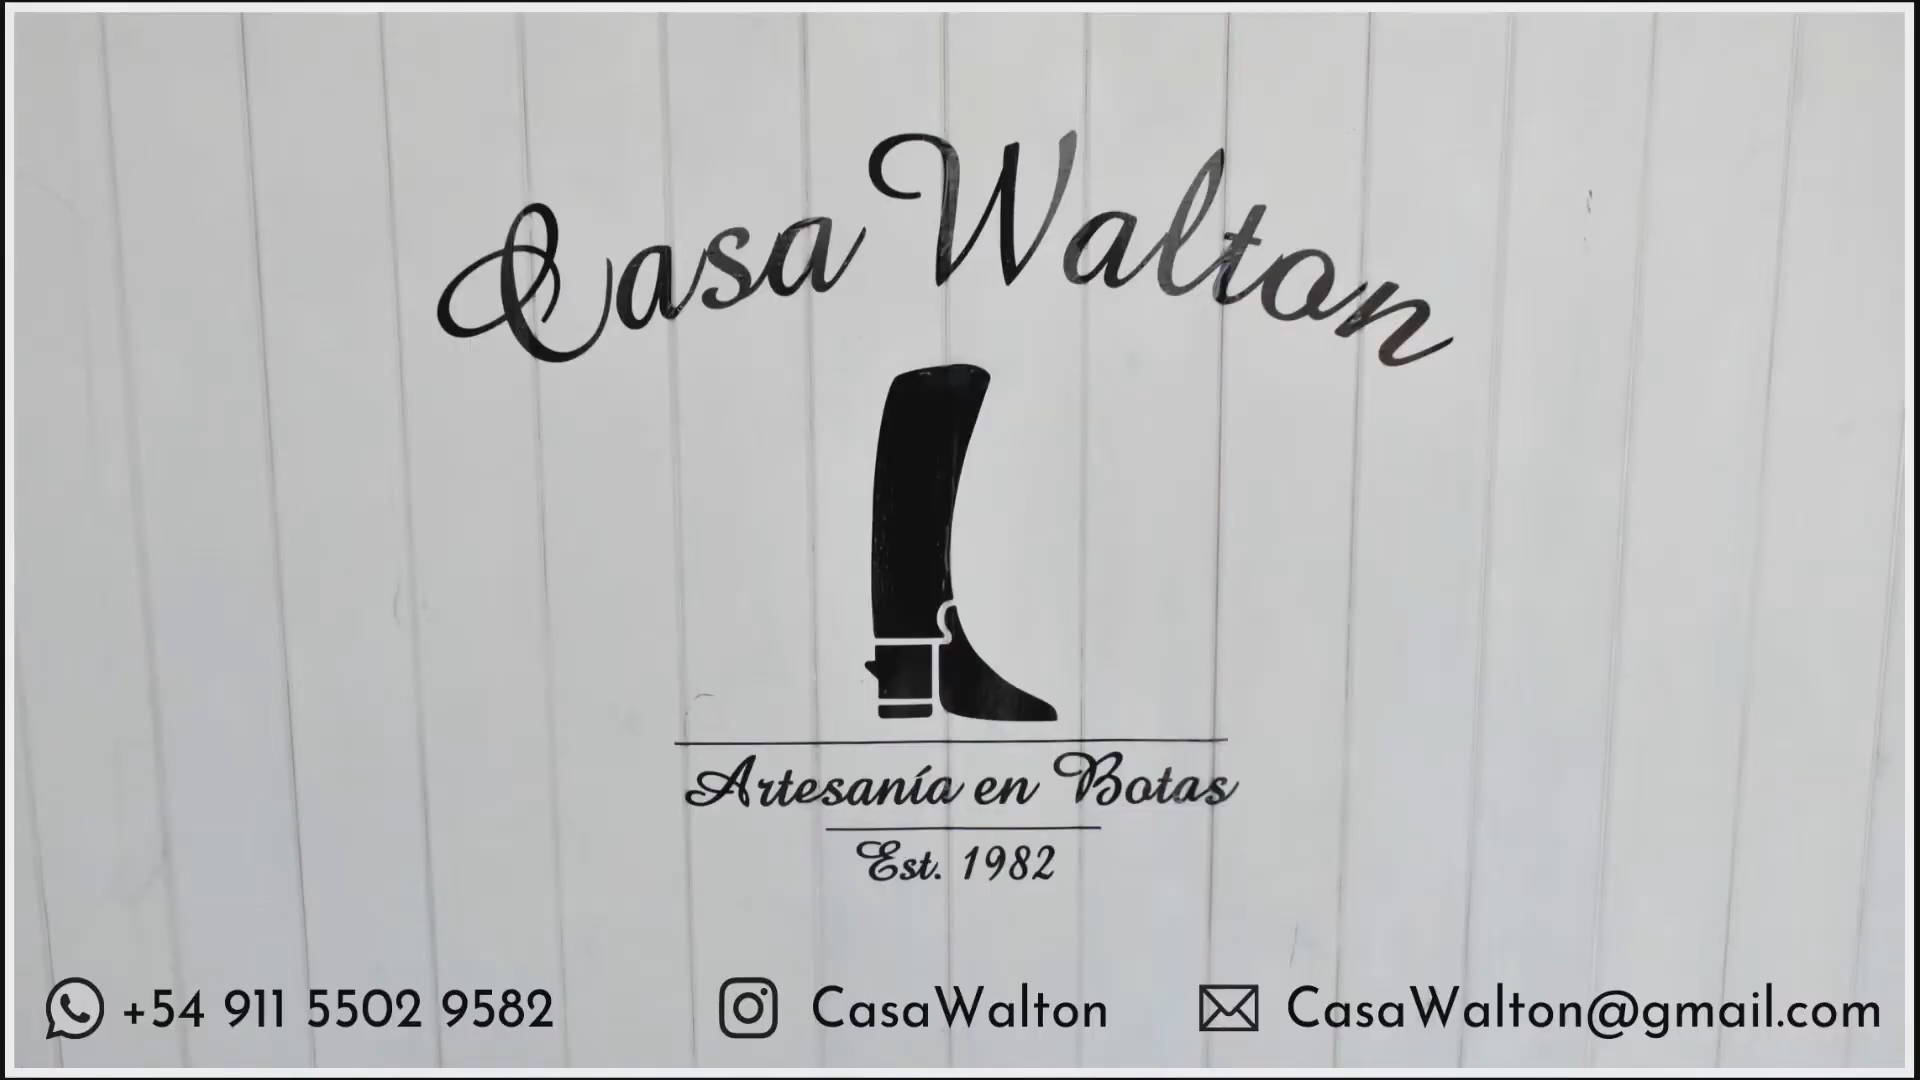 Casa Walton
Artesanía en Botas
Est. 1982
+54 911 5502 9582
CasaWalton
CasaWalton@gmail.com